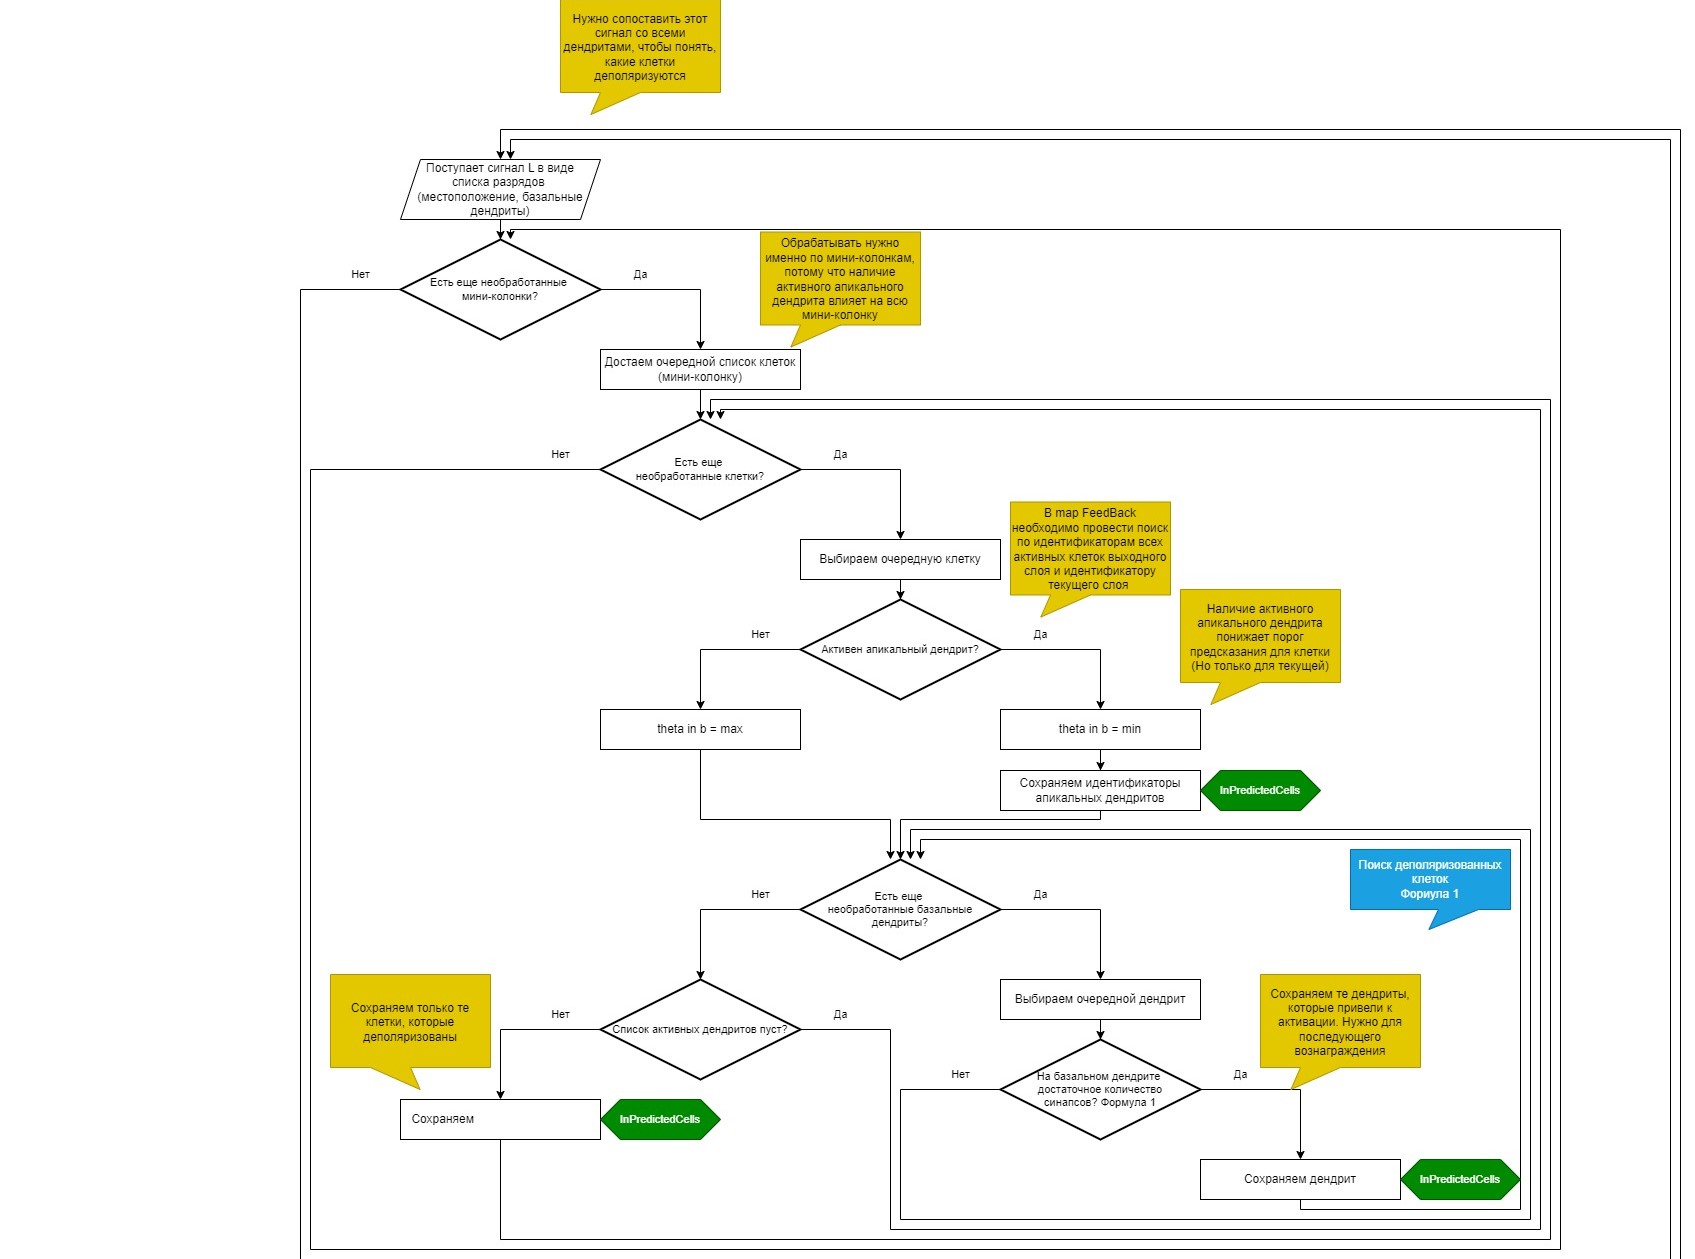 Нужно сопоставить этот
сигнал со всеми
дендритами, чтобы понять,
какие клетки
деполяризуются
Поступает сигнал L в виде
списка разрядов
(местоположение, базальные
дендриты)
Обрабатывать нужно
именно по мини-колонкам,
потому что наличие
активного апикального
дендрита влияет на всю
мини-колонку
Нет
Есть еще необработанные
мини-колонки?
Да
Достаем очередной список клеток
(мини-колонку)
Нет
Есть еще
необработанные клетки?
Да
В map FeedBack
необходимо провести поиск
по идентификаторам всех
активных клеток выходного
слоя и идентификатору
текущего слоя
Выбираем очередную клетку
Наличие активного
апикального дендрита
понижает порог
предсказания для клетки
(Но только для текущей)
Нет
Активен апикальный дендрит?
Да
theta in b = max
theta in b = min
Сохраняем идентификаторы
апикальных дендритов
InPredictedCells
Поиск деполяризованных
клеток
Фориула 1
Нет
Есть еще
необработанные базальные
дендриты?
Да
Сохраняем только те
клетки, которые
деполяризованы
Выбираем очередной дендрит
Сохраняем те дендриты,
которые привели к
активации. Нужно для
последующего
вознаграждения
Нет
Список активных дендритов пуст?
Да
Нет
На базальном дендрите
достаточное количество
синапсов? Формула 1
Да
Сохраняем
InPredictedCells
Сохраняем дендрит
InPredictedCells